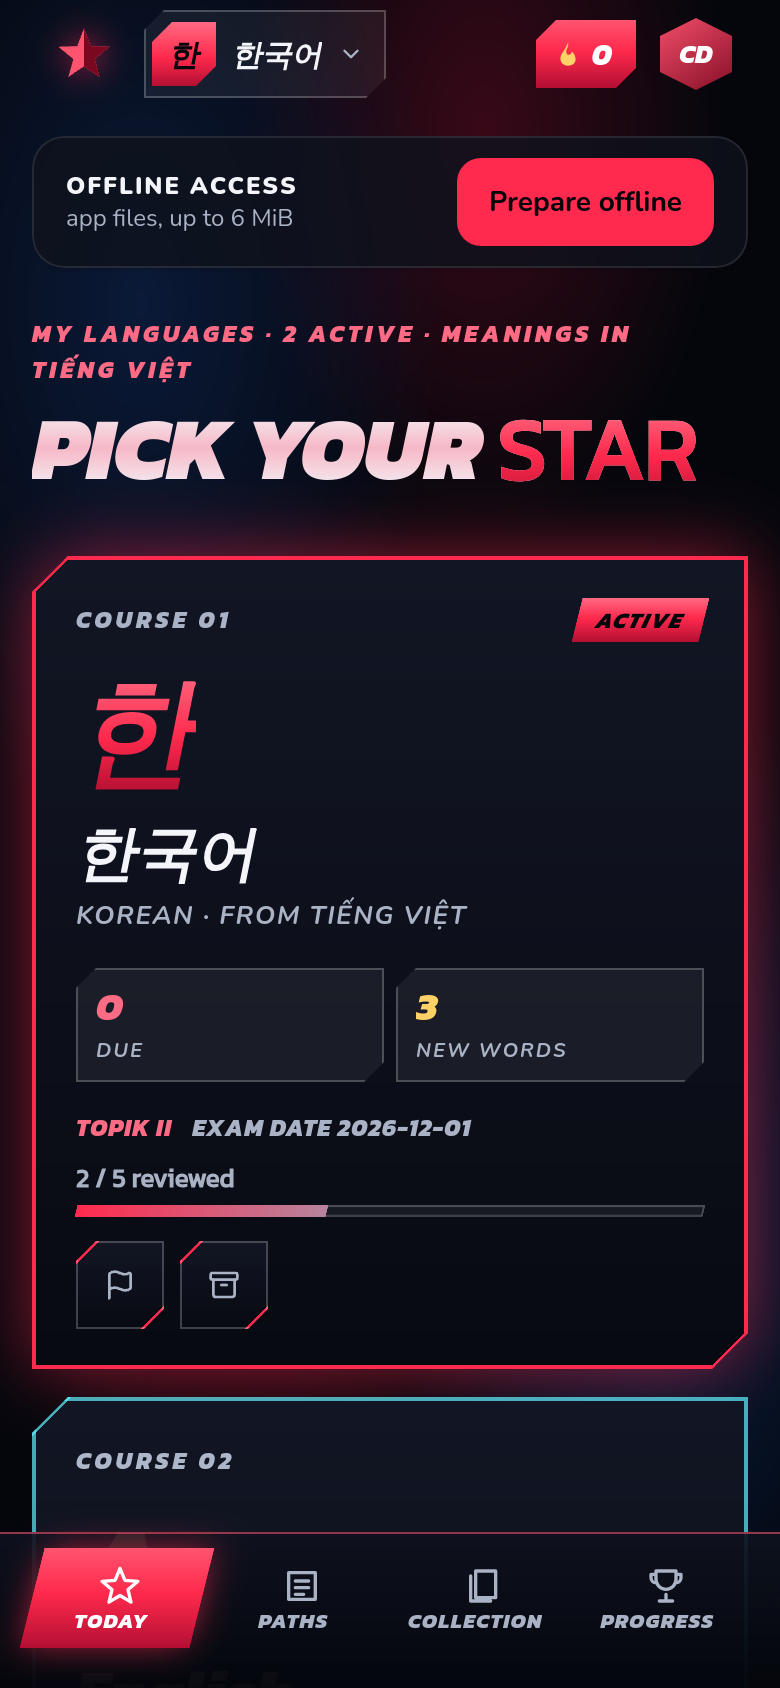 한 한국어
0
CD
OFFLINE ACCESS
app files, up to 6 MiB
Prepare offline
MY LANGUAGES · 2 ACTIVE · MEANINGS IN
TIẾNG VIỆT
PICK YOUR STAR
COURSE 01
ACTIVE
한
한국어
KOREAN · FROM TIẾNG VIỆT
0
DUE
3
NEW WORDS
TOPIK II EXAM DATE 2026-12-01
2 / 5 reviewed
COURSE 02
TODAY
PATHS
COLLECTION
PROGRESS